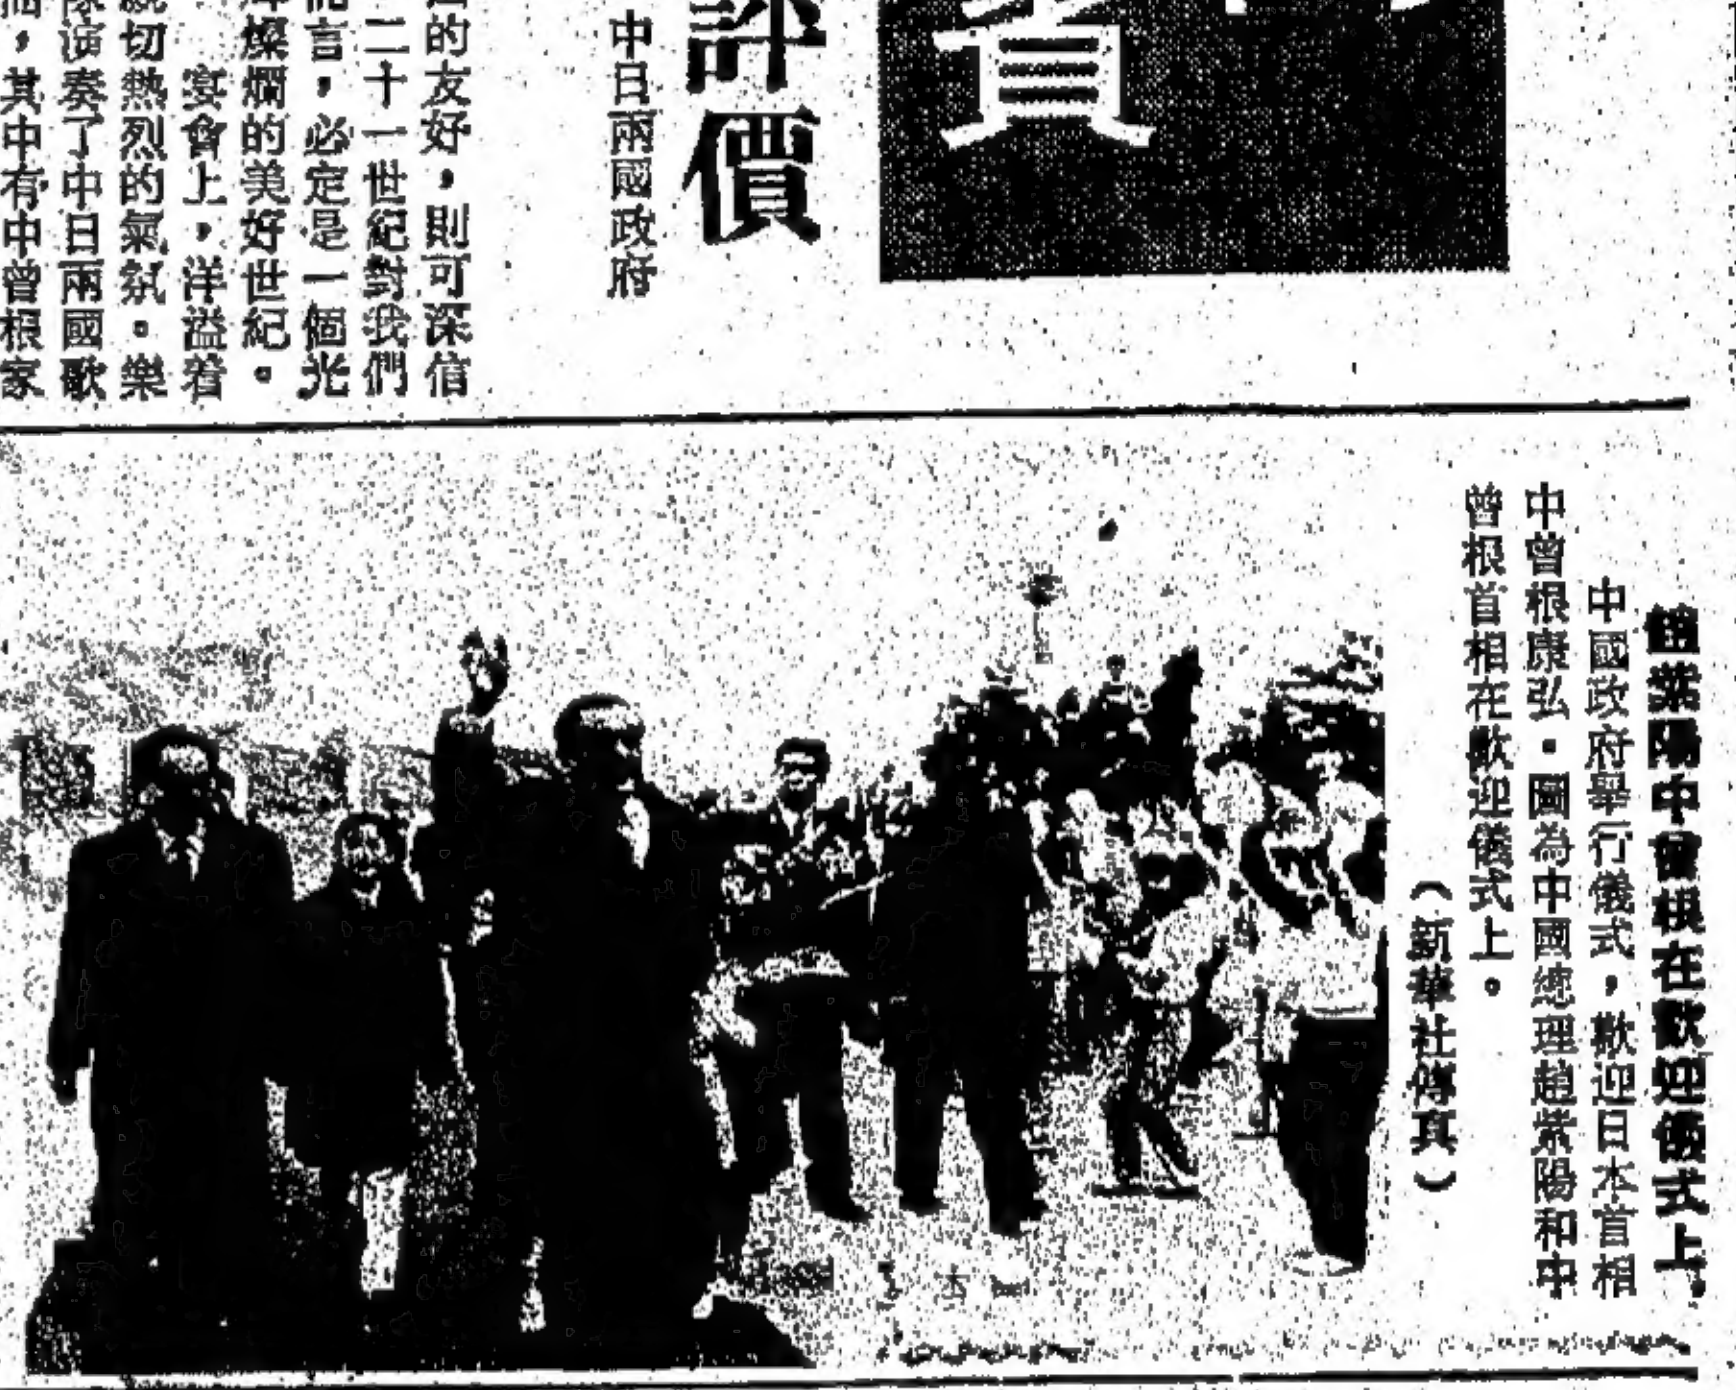 評價
中日兩國政府
的友好，則可深信
二十一世紀對我們
言，必定是一個光
燦爛的美好世紀。
宴會上，洋溢着
切熱烈的氣氛。樂
演奏了中日兩國歌
，其中有中曾根家
趙紫陽中曾根在歡迎儀式上
中國政府舉行儀式，歡迎日本首相
中曾根康弘。圖為中國總理趙紫陽和中
曾根首相在歡迎儀式上。
（新華社傳真）